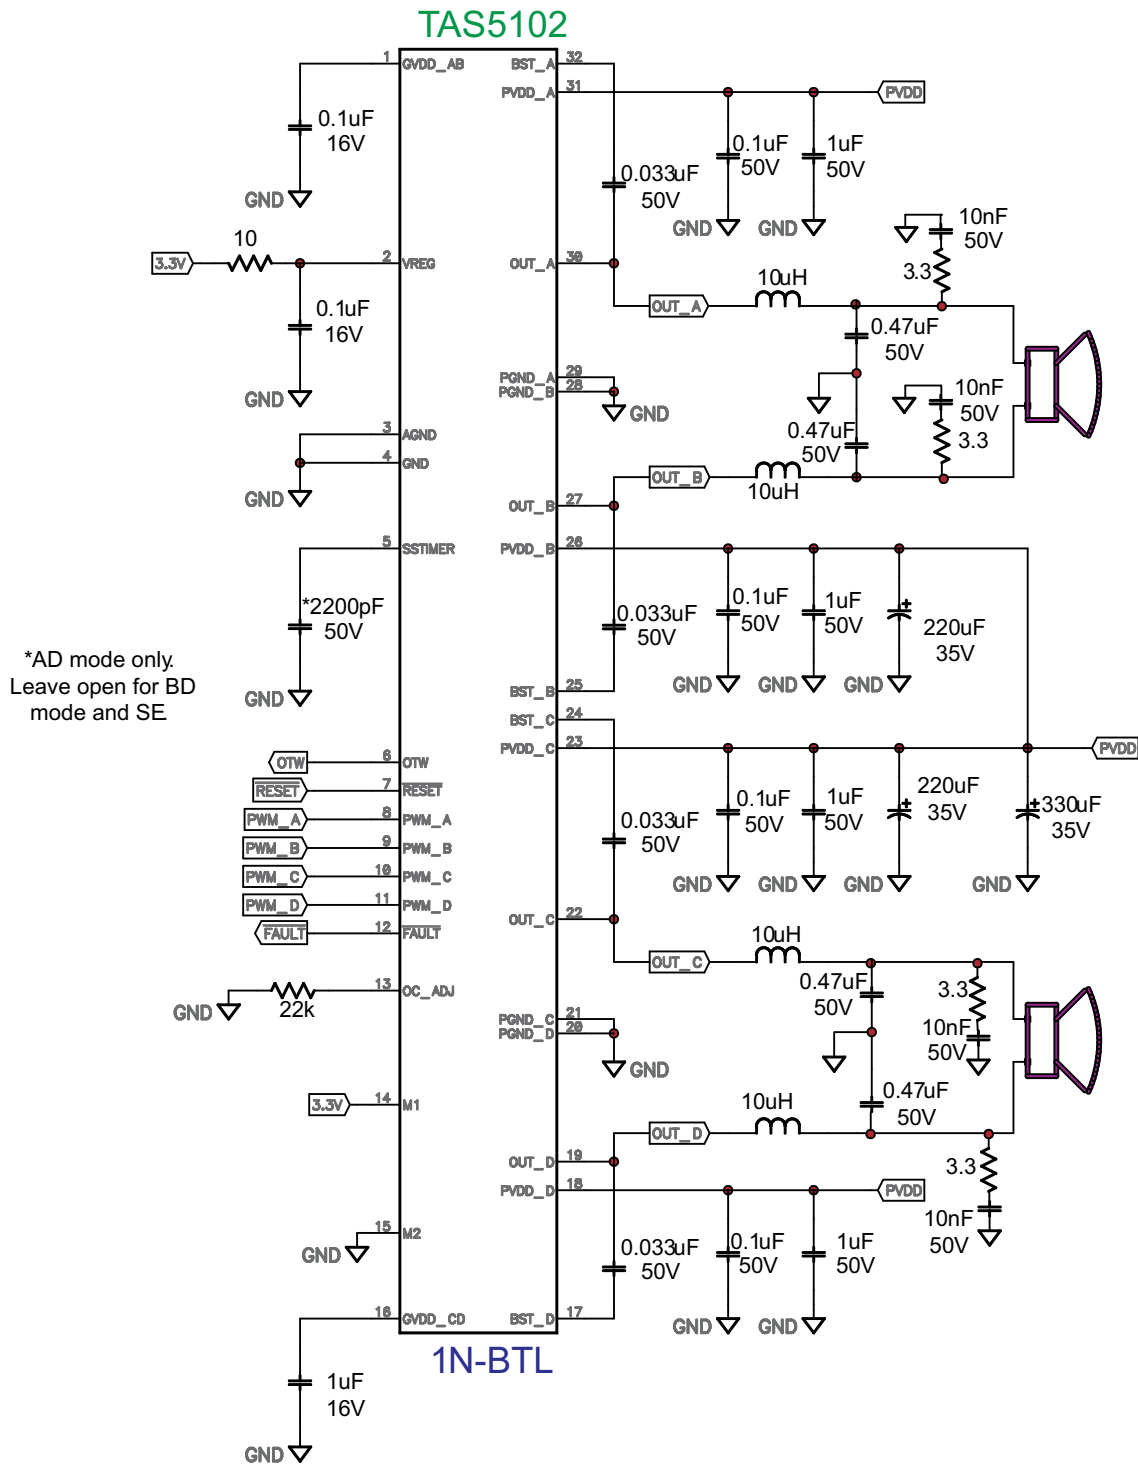 TAS5102
1 GVDD_AB
BST_A 32
PVDD_A 31
PVDD
0.1uF
16V
GND
0.033uF
50V
0.1uF
50V
1uF
50V
GND
GND
10
3.3V
2 VREG
OUT_A 30
0.1uF
16V
GND
OUT_A
10uH
10nF
50V
3.3
0.47uF
50V
PGND_A 29
PGND_B 28
GND
10nF
50V
3.3
0.47uF
50V
3 AGND
4 GND
GND
OUT_B
10uH
OUT_B 27
5 SSTIMER
PVDD_B 26
*2200pF
50V
GND
0.033uF
50V
0.1uF
50V
1uF
50V
220uF
35V
GND
GND
GND
*AD mode only.
Leave open for BD
mode and SE
BST_B 25
BST_C 24
PVDD_C 23
PVDD
OTW
6 OTW
RESET
7 RESET
PWM_A
8 PWM_A
PWM_B
9 PWM_B
PWM_C
10 PWM_C
PWM_D
11 PWM_D
FAULT
12 FAULT
0.033uF
50V
0.1uF
50V
1uF
50V
220uF
35V
330uF
35V
GND
GND
GND
GND
OUT_C 22
OUT_C
10uH
GND
22k
13 OC_ADJ
0.47uF
50V
3.3
10nF
50V
PGND_C 21
PGND_D 20
GND
0.47uF
50V
3.3V
14 M1
OUT_D
10uH
OUT_D 19
3.3
10nF
50V
PVDD_D 18
PVDD
GND
15 M2
0.033uF
50V
0.1uF
50V
1uF
50V
GND
GND
16 GVDD_CD
BST_D 17
1uF
16V
GND
1N-BTL